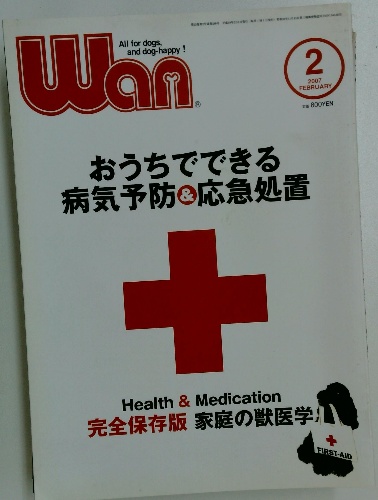 All for dogs,
and dog-happy!
Wan
®
2
2007
FEBRUARY
800YEN
おうちでできる
病気予防&応急処置
Health & Medication
完全保存版 家庭の獣医学
FIRST-AID